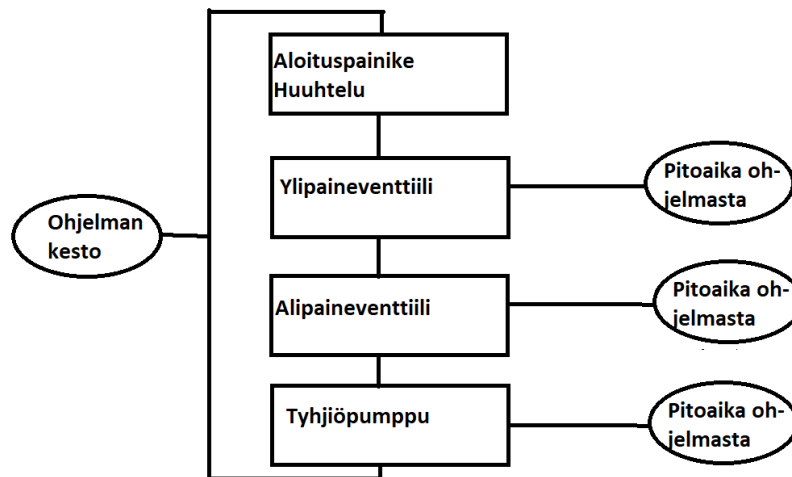 Aloituspainike
Huuhtelu
Ylipaineventtiili
Pitoaika oh-
jelmasta
Ohjelman
kesto
Alipaineventtiili
Pitoaika oh-
jelmasta
Tyhjiöpumppu
Pitoaika oh-
jelmasta